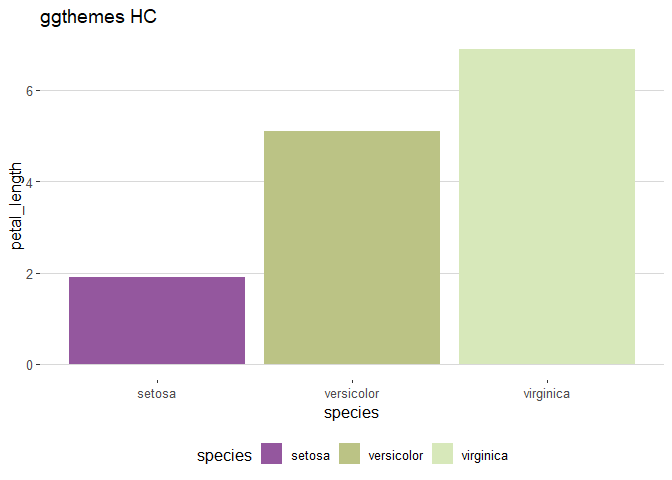 ggthemes HC
6
4
2
0
petal_length
setosa versicolor virginica
species
species setosa versicolor virginica